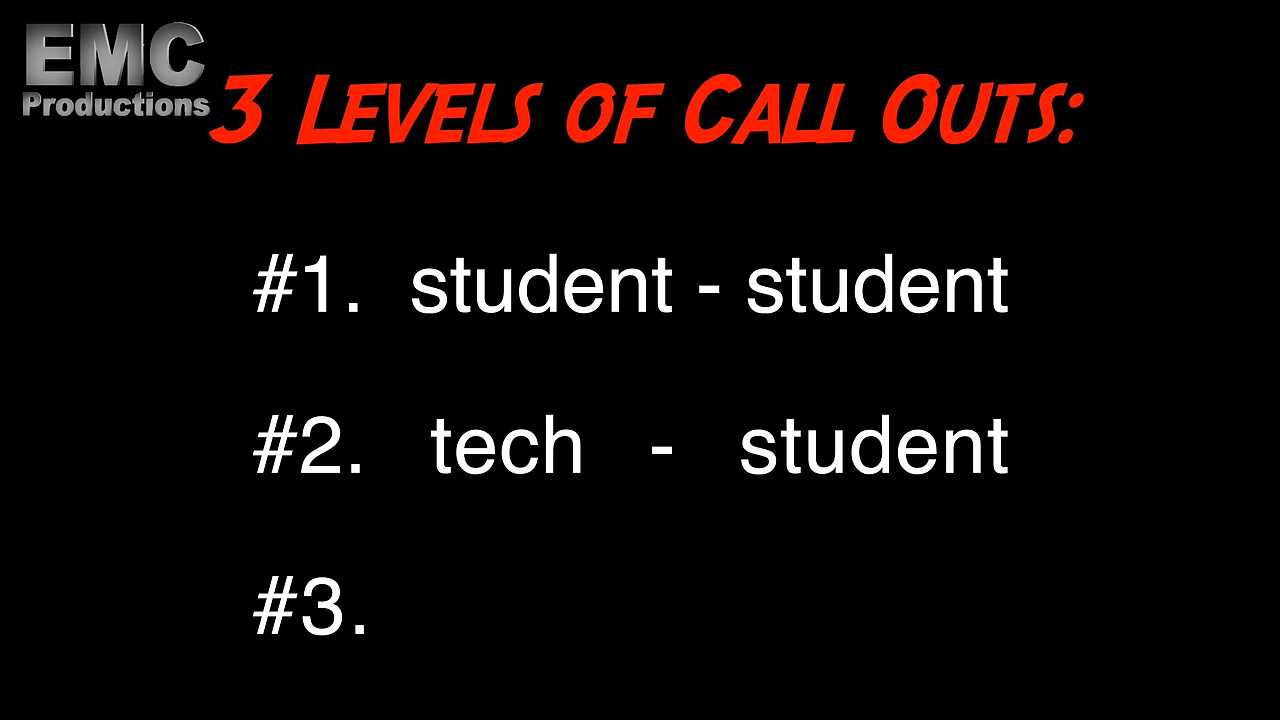 EMC
Productions
3 LEVELS OF CALL OUTS:
#1. student - student
#2. tech - student
#3.